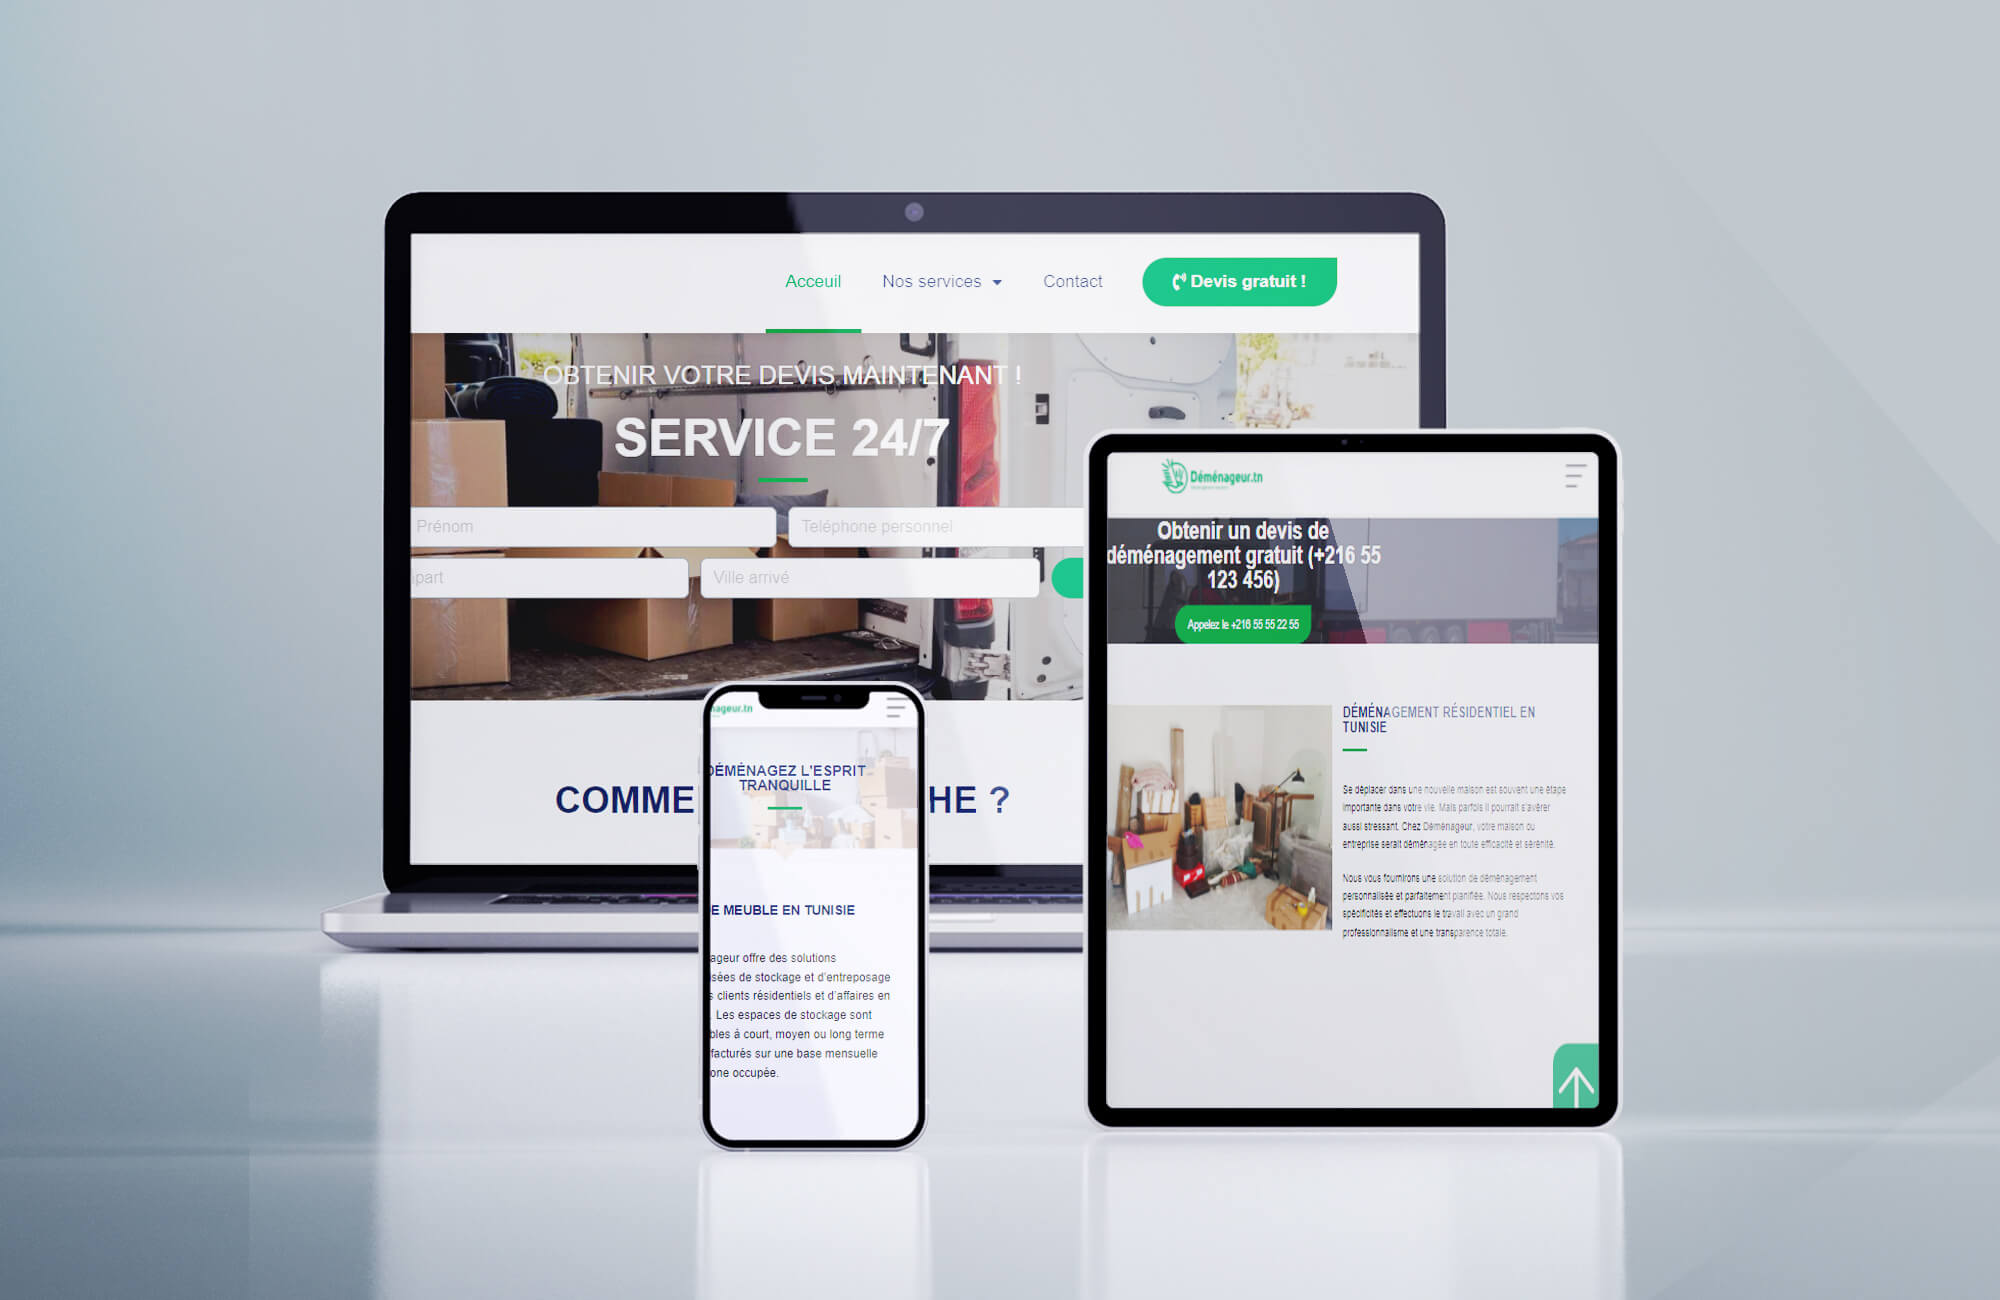 Acceuil
Nos services
Contact
Devis gratuit !
OBTENIR VOTRE DEVIS MAINTENANT !
SERVICE 24/7
Prénom
Teléphone personnel
part
Ville arrivé
COMME
HE ?
Déménageur.tn
Obtenir un devis de
déménagement gratuit (+216 55
123 456)
Appelez le +216 55 55 22 55
DÉMÉNAGEMENT RÉSIDENTIEL EN
TUNISIE
Se déplacer dans une nouvelle maison est souvent une étape
importante dans votre vie. Mais parfois il pourrait s'avérer
aussi stressant. Chez Déménageur, votre maison ou
entreprise serait déménagée en toute efficacité et sérénité.
Nous vous fournirons une solution de déménagement
personnalisée et parfaitement planifiée. Nous respectons vos
spécificités et effectuons le travail avec un grand
professionnalisme et une transparence totale.
nageur.tn
DÉMÉNAGEZ L'ESPRIT
TRANQUILLE
E MEUBLE EN TUNISIE
ageur offre des solutions
isées de stockage et d'entreposage
s clients résidentiels et d'affaires en
. Les espaces de stockage sont
bles à court, moyen ou long terme
facturés sur une base mensuelle
one occupée.